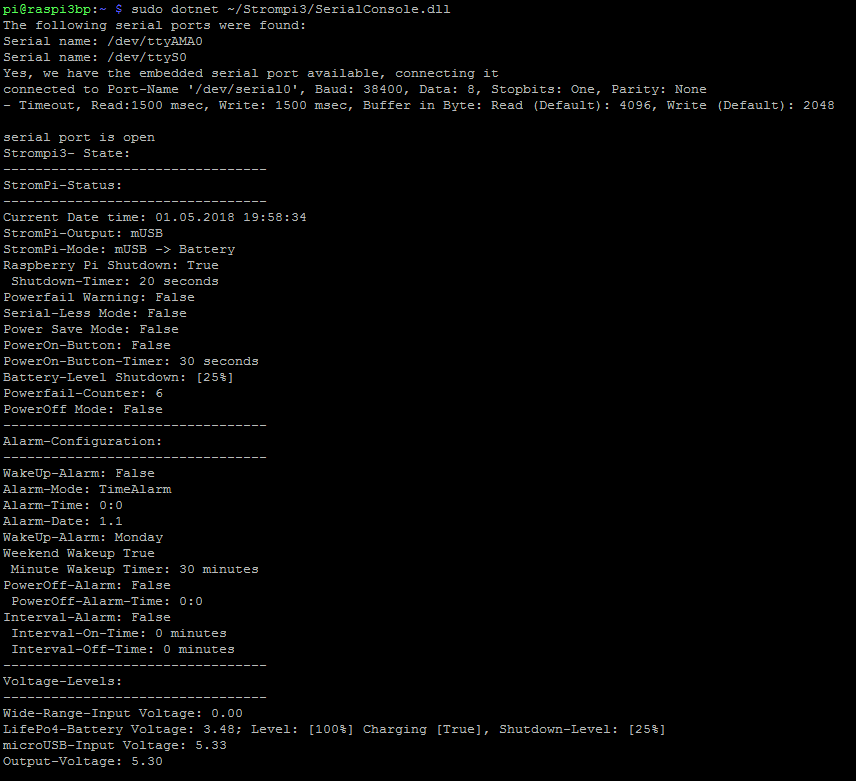 pi@raspi3bp:~ $ sudo dotnet ~/Strompi3/SerialConsole.dll
The following serial ports were found:
Serial name: /dev/ttyAMA0
Serial name: /dev/ttyS0
Yes, we have the embedded serial port available, connecting it
connected to Port-Name '/dev/serial0', Baud: 38400, Data: 8, Stopbits: One, Parity: None
- Timeout, Read:1500 msec, Write: 1500 msec, Buffer in Byte: Read (Default): 4096, Write (Default): 2048
serial port is open
Strompi3- State:
---------------------------------
StromPi-Status:
---------------------------------
Current Date time: 01.05.2018 19:58:34
StromPi-Output: mUSB
StromPi-Mode: mUSB -> Battery
Raspberry Pi Shutdown: True
 Shutdown-Timer: 20 seconds
Powerfail Warning: False
Serial-Less Mode: False
Power Save Mode: False
PowerOn-Button: False
PowerOn-Button-Timer: 30 seconds
Battery-Level Shutdown: [25%]
Powerfail-Counter: 6
PowerOff Mode: False
---------------------------------
Alarm-Configuration:
---------------------------------
WakeUp-Alarm: False
Alarm-Mode: TimeAlarm
Alarm-Time: 0:0
Alarm-Date: 1.1
WakeUp-Alarm: Monday
Weekend Wakeup True
 Minute Wakeup Timer: 30 minutes
PowerOff-Alarm: False
 PowerOff-Alarm-Time: 0:0
Interval-Alarm: False
 Interval-On-Time: 0 minutes
 Interval-Off-Time: 0 minutes
---------------------------------
Voltage-Levels:
---------------------------------
Wide-Range-Input Voltage: 0.00
LifePo4-Battery Voltage: 3.48; Level: [100%] Charging [True], Shutdown-Level: [25%]
microUSB-Input Voltage: 5.33
Output-Voltage: 5.30